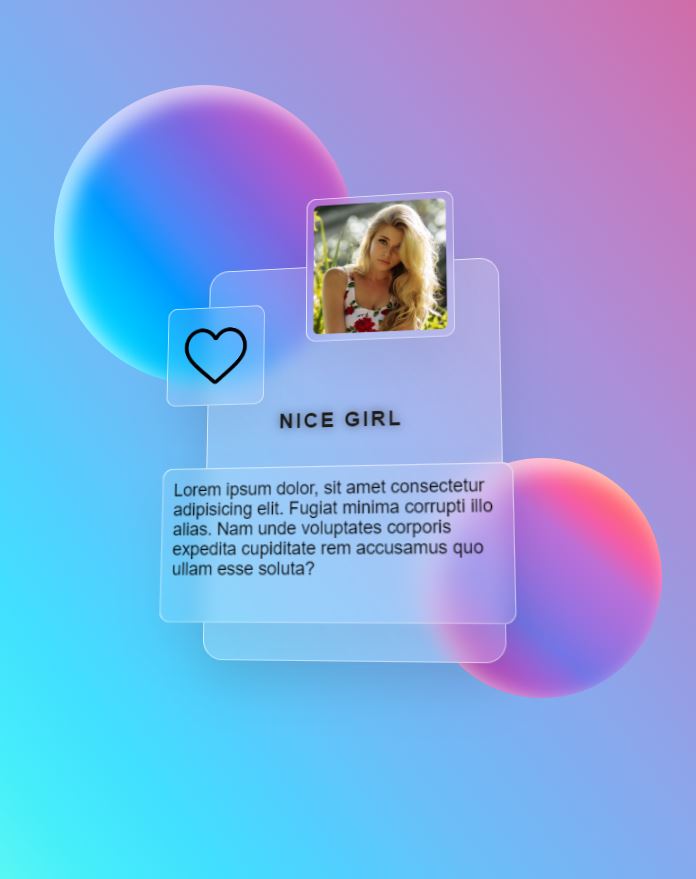 NICE GIRL
Lorem ipsum dolor, sit amet consectetur
adipisicing elit. Fugiat minima corrupti illo
alias. Nam unde voluptates corporis
expedita cupiditate rem accusamus quo
ullam esse soluta?